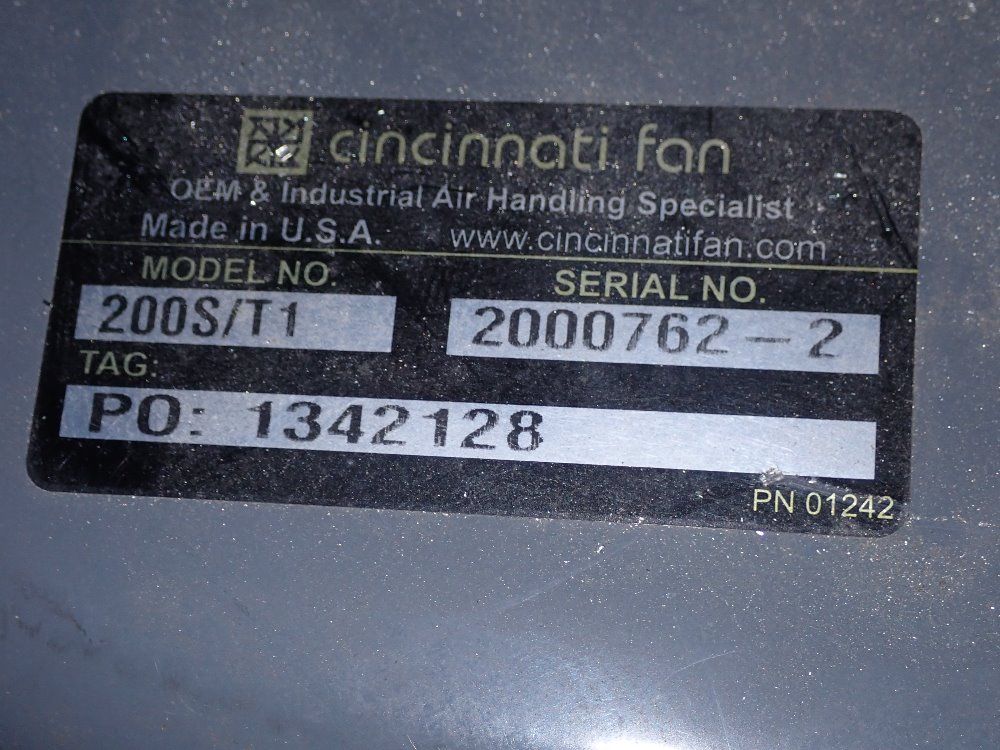 cincinnati fan
OEM & Industrial Air Handling Specialist
Made in U.S.A. www.cincinnatifan.com
MODEL NO. SERIAL NO.
200S/T1 2000762-2
TAG:
PO: 1342128
PN 01242